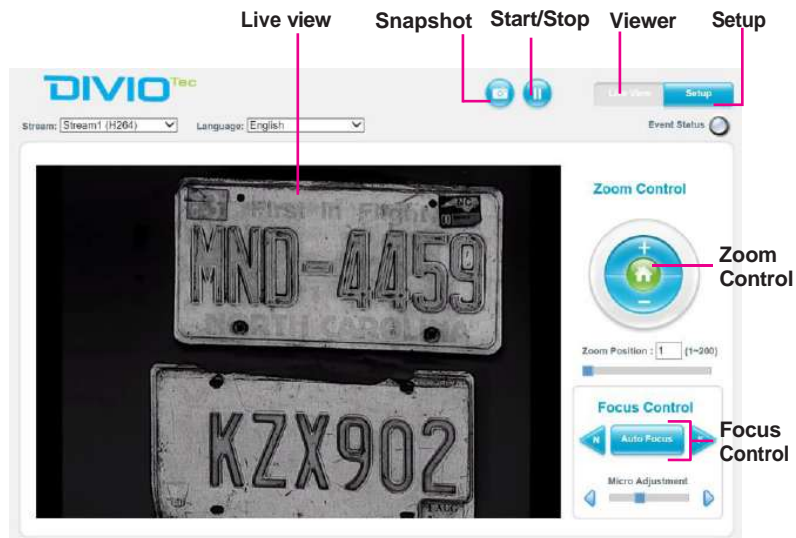 Live view Snapshot Start/Stop Viewer Setup
DIVIOTec
Live View Setup
Stream: Stream1 (H264) Language: English Event Status
First in Flight
MND-4459
NORTH CAROLINA
KZX902
Zoom Control
+
−
Zoom Control
Zoom Position : 1 (1~200)
Focus Control
N Auto Focus
Focus Control
Micro Adjustment